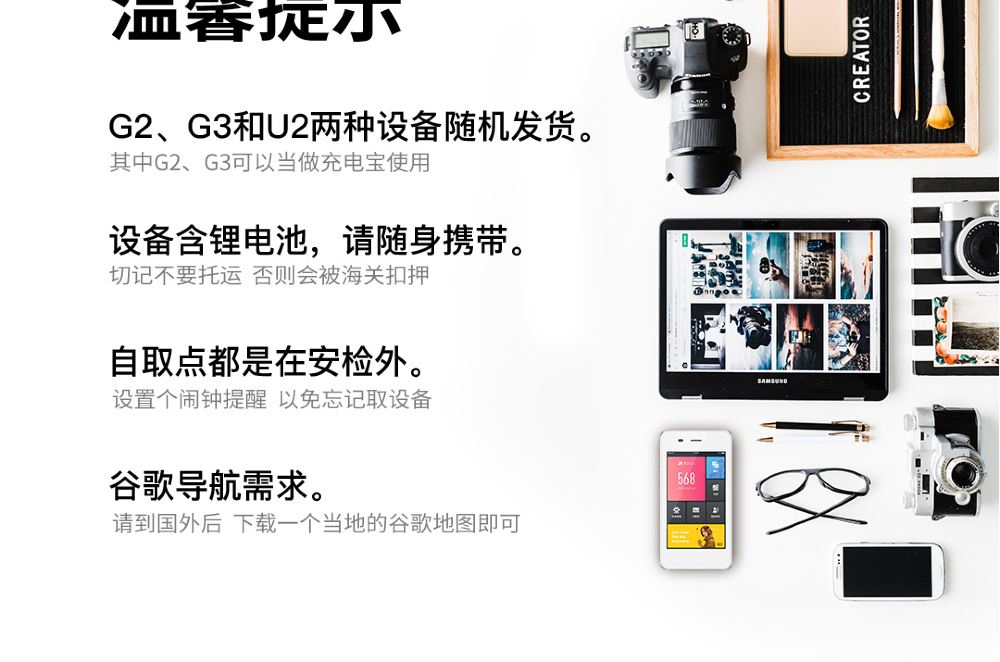 温馨提示
G2、G3和U2两种设备随机发货。
其中G2、G3可以当做充电宝使用
设备含锂电池，请随身携带。
切记不要托运 否则会被海关扣押
自取点都是在安检外。
设置个闹钟提醒 以免忘记取设备
谷歌导航需求。
请到国外后 下载一个当地的谷歌地图即可
CREATOR
SAMSUNG
568